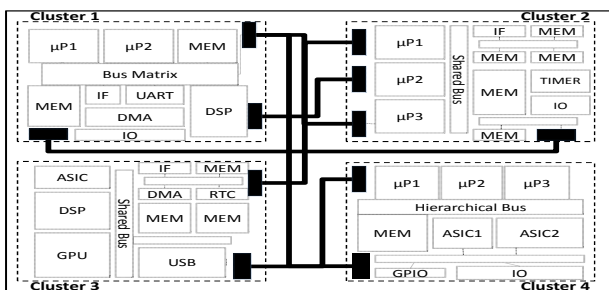 Cluster 1
µP1 µP2 MEM
Bus Matrix
MEM IF UART DSP
DMA
IO
Cluster 2
µP1 IF MEM
MEM MEM
µP2 Shared Bus MEM TIMER
IO
µP3
MEM
ASIC IF MEM
DMA RTC
DSP Shared Bus MEM MEM
GPU USB
Cluster 3
µP1 µP2 µP3
Hierarchical Bus
MEM ASIC1 ASIC2
GPIO IO
Cluster 4